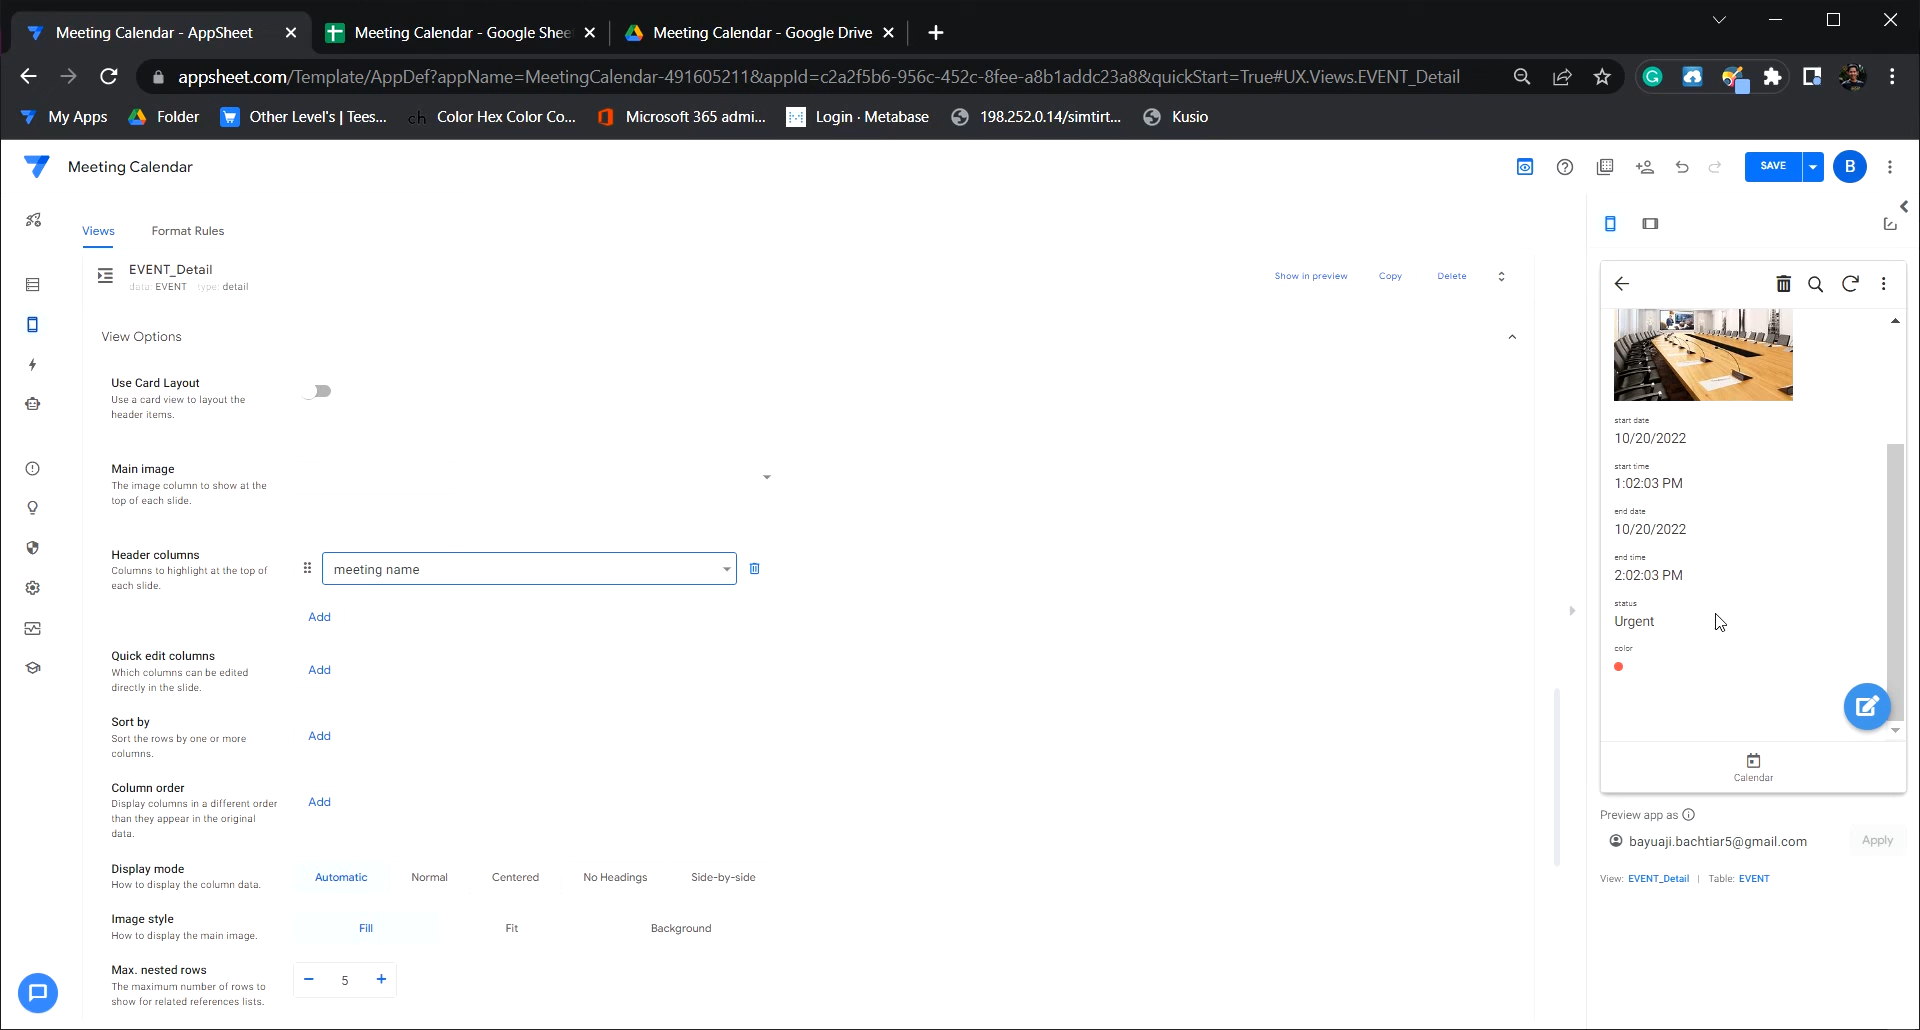 Meeting Calendar - AppSheet
Meeting Calendar - Google Shee
Meeting Calendar - Google Drive
appsheet.com/Template/AppDef?appName=MeetingCalendar-491605211&appId=c2a2f5b6-956c-452c-8fee-a8b1addc23a8&quickStart=True#UX.Views.EVENT_Detail
My Apps
Folder
Other Level's | Tees...
ch Color Hex Color Co...
Microsoft 365 admi...
Login · Metabase
198.252.0.14/simtirt...
Kusio
Meeting Calendar
SAVE
B
Views
Format Rules
EVENT_Detail
data: EVENT type: detail
Show in preview
Copy
Delete
View Options
Use Card Layout
Use a card view to layout the
header items.
Main image
The image column to show at the
top of each slide.
Header columns
Columns to highlight at the top of
each slide.
meeting name
Add
Quick edit columns
Which columns can be edited
directly in the slide.
Add
Sort by
Sort the rows by one or more
columns.
Add
Column order
Display columns in a different order
than they appear in the original
data.
Add
Display mode
How to display the column data.
Automatic
Normal
Centered
No Headings
Side-by-side
Image style
How to display the main image.
Fill
Fit
Background
Max. nested rows
The maximum number of rows to
show for related references lists.
5
start date
10/20/2022
start time
1:02:03 PM
end date
10/20/2022
end time
2:02:03 PM
status
Urgent
color
Calendar
Preview app as
bayuaji.bachtiar5@gmail.com
Apply
View: EVENT_Detail | Table: EVENT